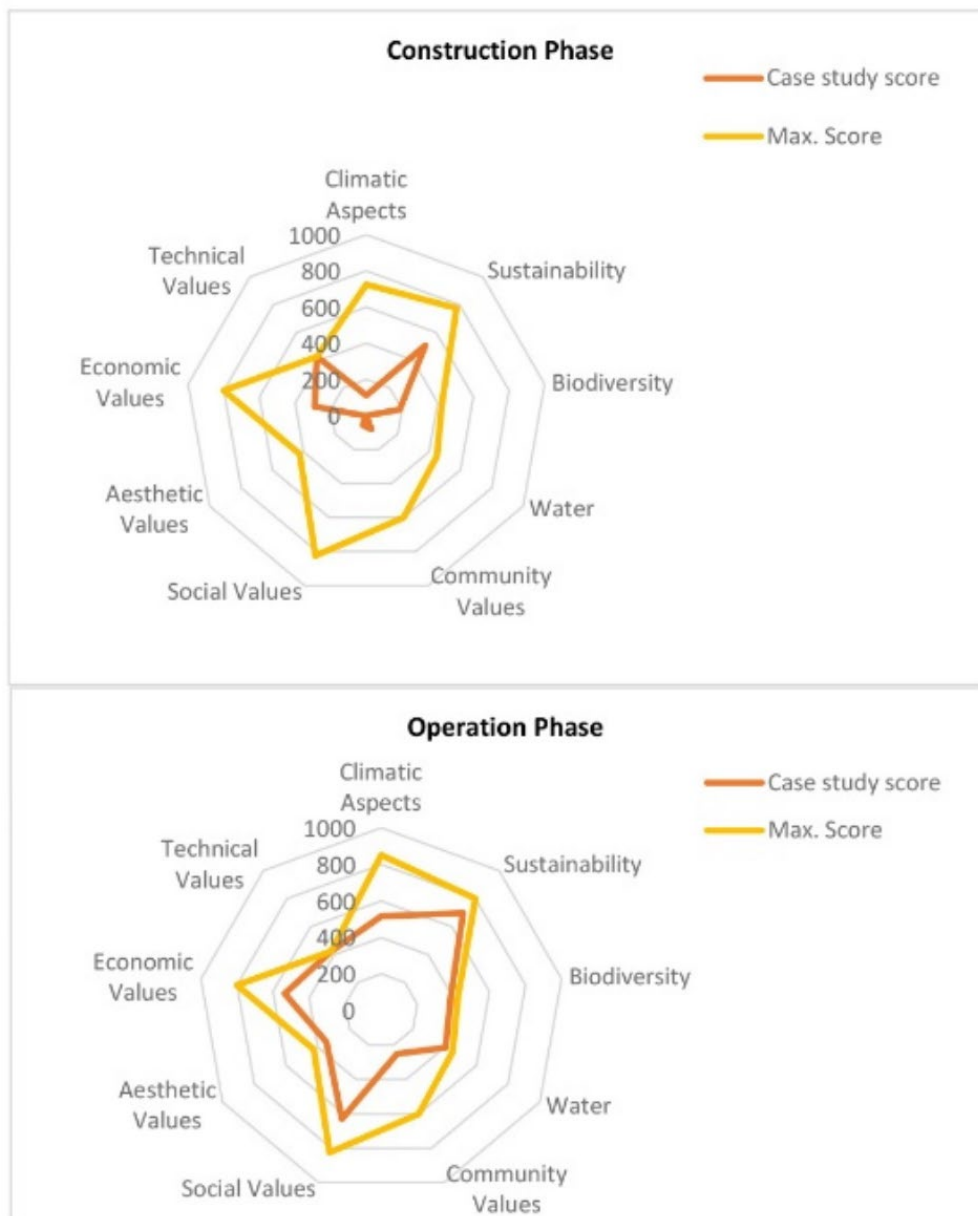 Construction Phase
Case study score
Max. Score
Climatic
Aspects
1000
800
600
400
200
0
Sustainability
Biodiversity
Water
Community
Values
Social Values
Aesthetic
Values
Economic
Values
Technical
Values
Operation Phase
Case study score
Max. Score
Climatic
Aspects
1000
800
600
400
200
0
Sustainability
Biodiversity
Water
Community
Values
Social Values
Aesthetic
Values
Economic
Values
Technical
Values